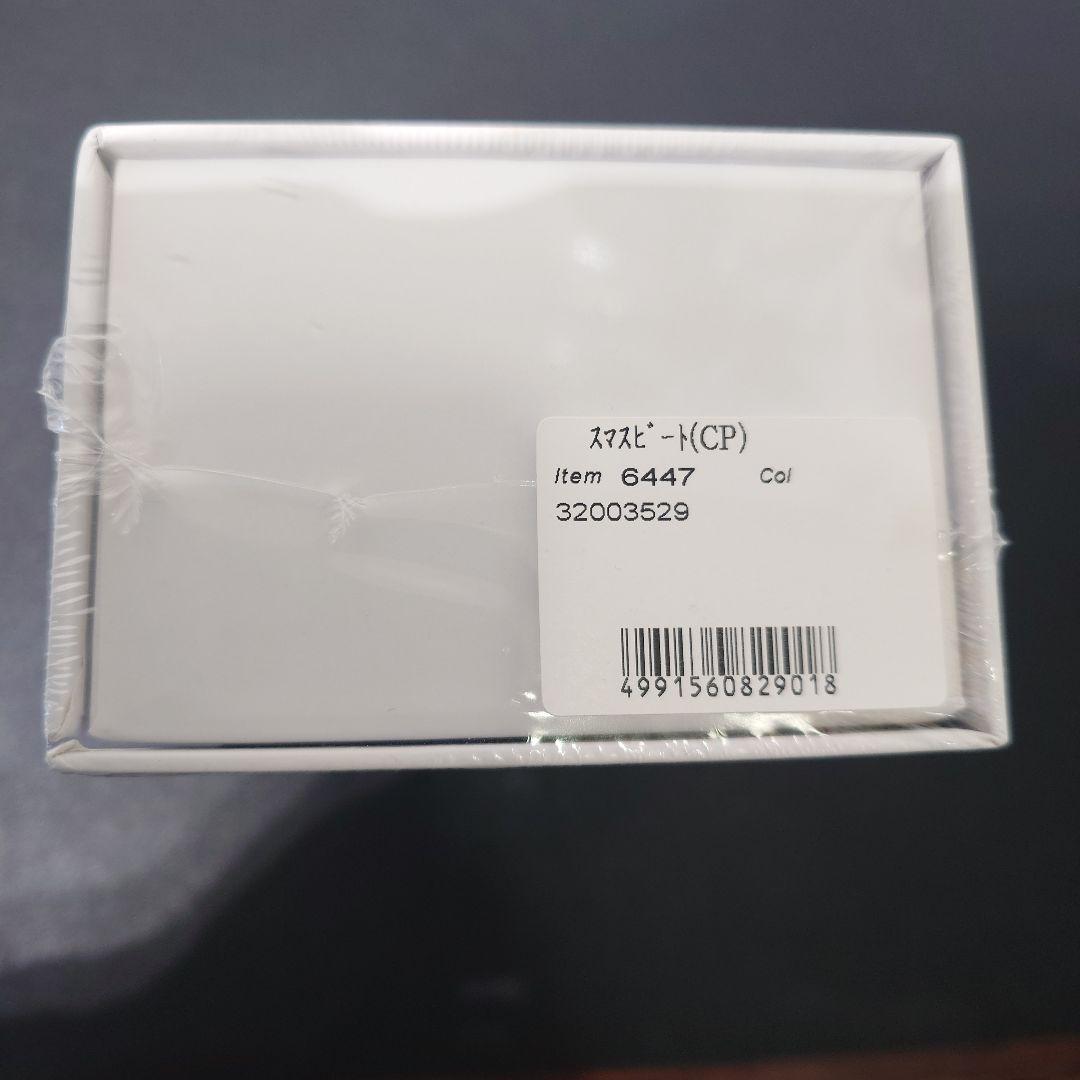 ｽﾏｽﾋﾞｰﾄ(CP)
Item 6447 Col
32003529
4991560829018